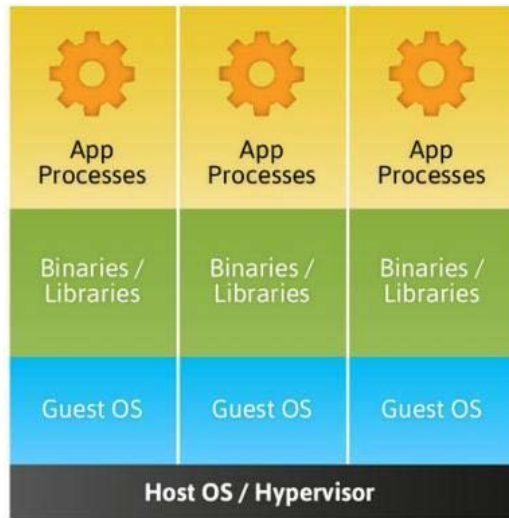 App
Processes
App
Processes
App
Processes
Binaries /
Libraries
Binaries /
Libraries
Binaries /
Libraries
Guest OS
Guest OS
Guest OS
Host OS / Hypervisor